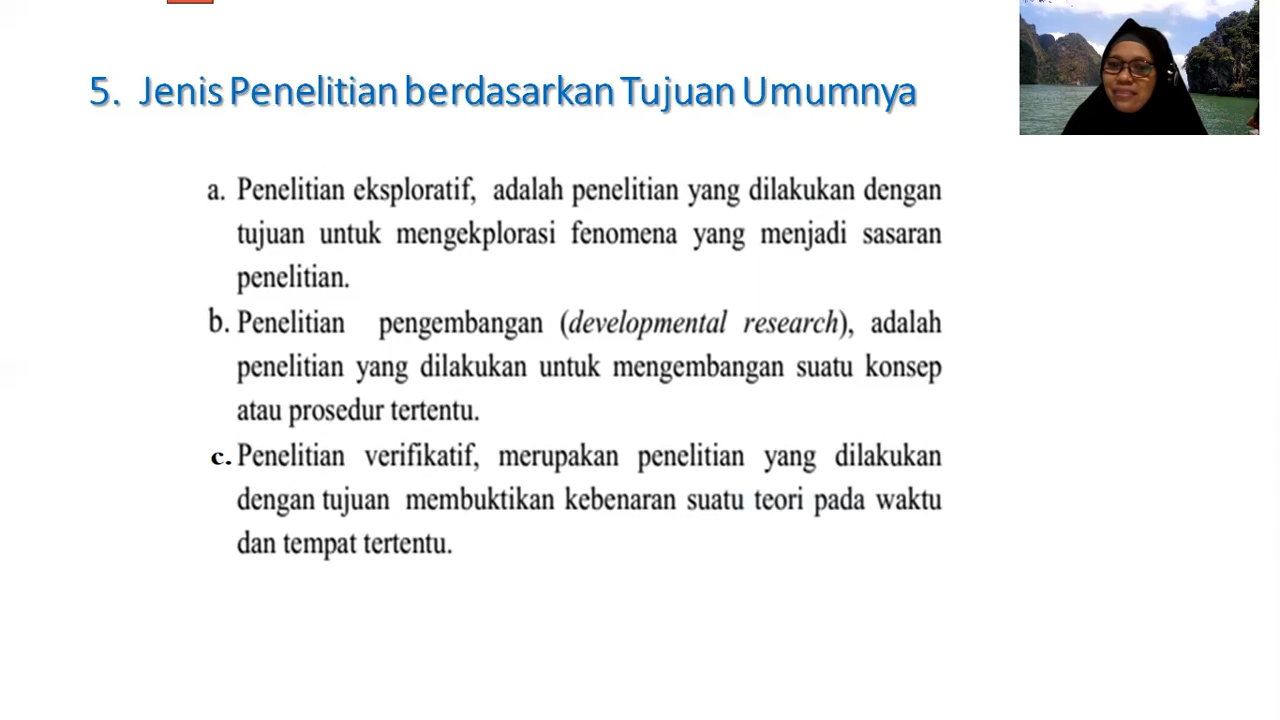 5. Jenis Penelitian berdasarkan Tujuan Umumnya
a. Penelitian eksploratif, adalah penelitian yang dilakukan dengan
tujuan untuk mengekplorasi fenomena yang menjadi sasaran
penelitian.
b. Penelitian pengembangan (developmental research), adalah
penelitian yang dilakukan untuk mengembangan suatu konsep
atau prosedur tertentu.
c. Penelitian verifikatif, merupakan penelitian yang dilakukan
dengan tujuan membuktikan kebenaran suatu teori pada waktu
dan tempat tertentu.